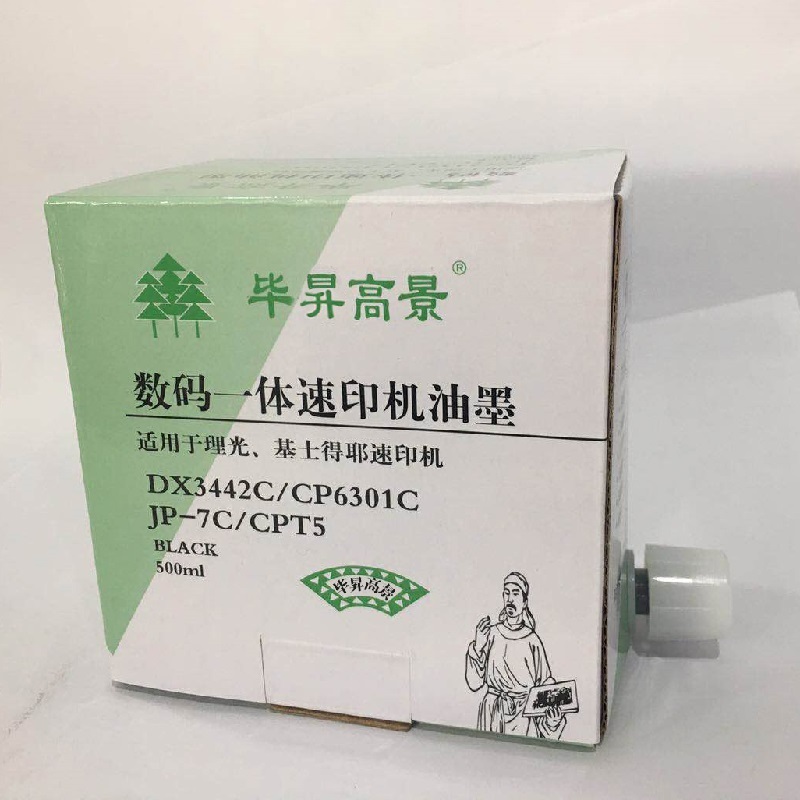 毕昇高景®
数码一体速印机油墨
适用于理光、基士得耶速印机
DX3442C/CP6301C
JP-7C/CPT5
BLACK
500ml
毕昇高景